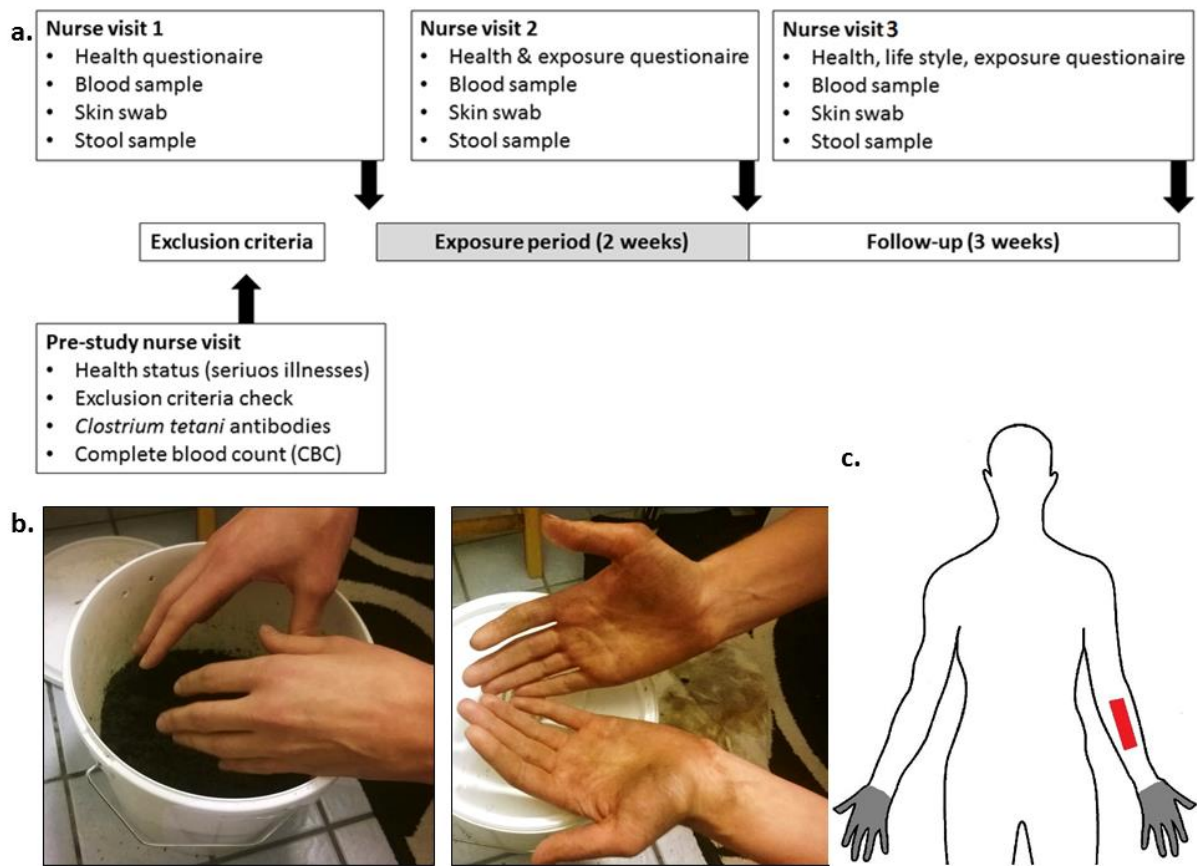 a.
Nurse visit 1
• Health questionaire
• Blood sample
• Skin swab
• Stool sample
Nurse visit 2
• Health & exposure questionaire
• Blood sample
• Skin swab
• Stool sample
Nurse visit 3
• Health, life style, exposure questionaire
• Blood sample
• Skin swab
• Stool sample
Exclusion criteria
Exposure period (2 weeks)
Follow-up (3 weeks)
Pre-study nurse visit
• Health status (seriuos illnesses)
• Exclusion criteria check
• Clostrium tetani antibodies
• Complete blood count (CBC)
b.
c.